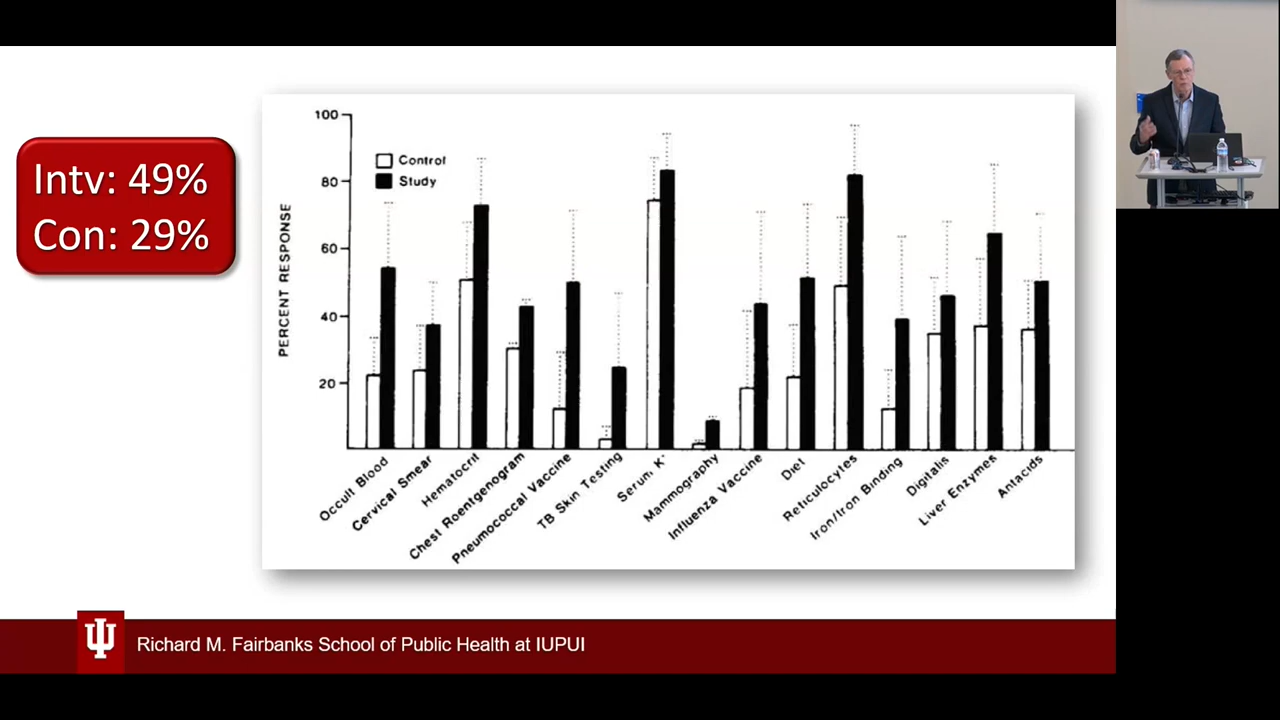 Intv: 49%
Con: 29%
100
80
60
40
20
PERCENT RESPONSE
Control
Study
Occult Blood
Cervical Smear
Hematocrit
Chest Roentgenogram
Pneumococcal Vaccine
TB Skin Testing
Serum K+
Mammography
Influenza Vaccine
Diet
Reticulocytes
Iron/Iron Binding
Digitalis
Liver Enzymes
Antacids
Richard M. Fairbanks School of Public Health at IUPUI